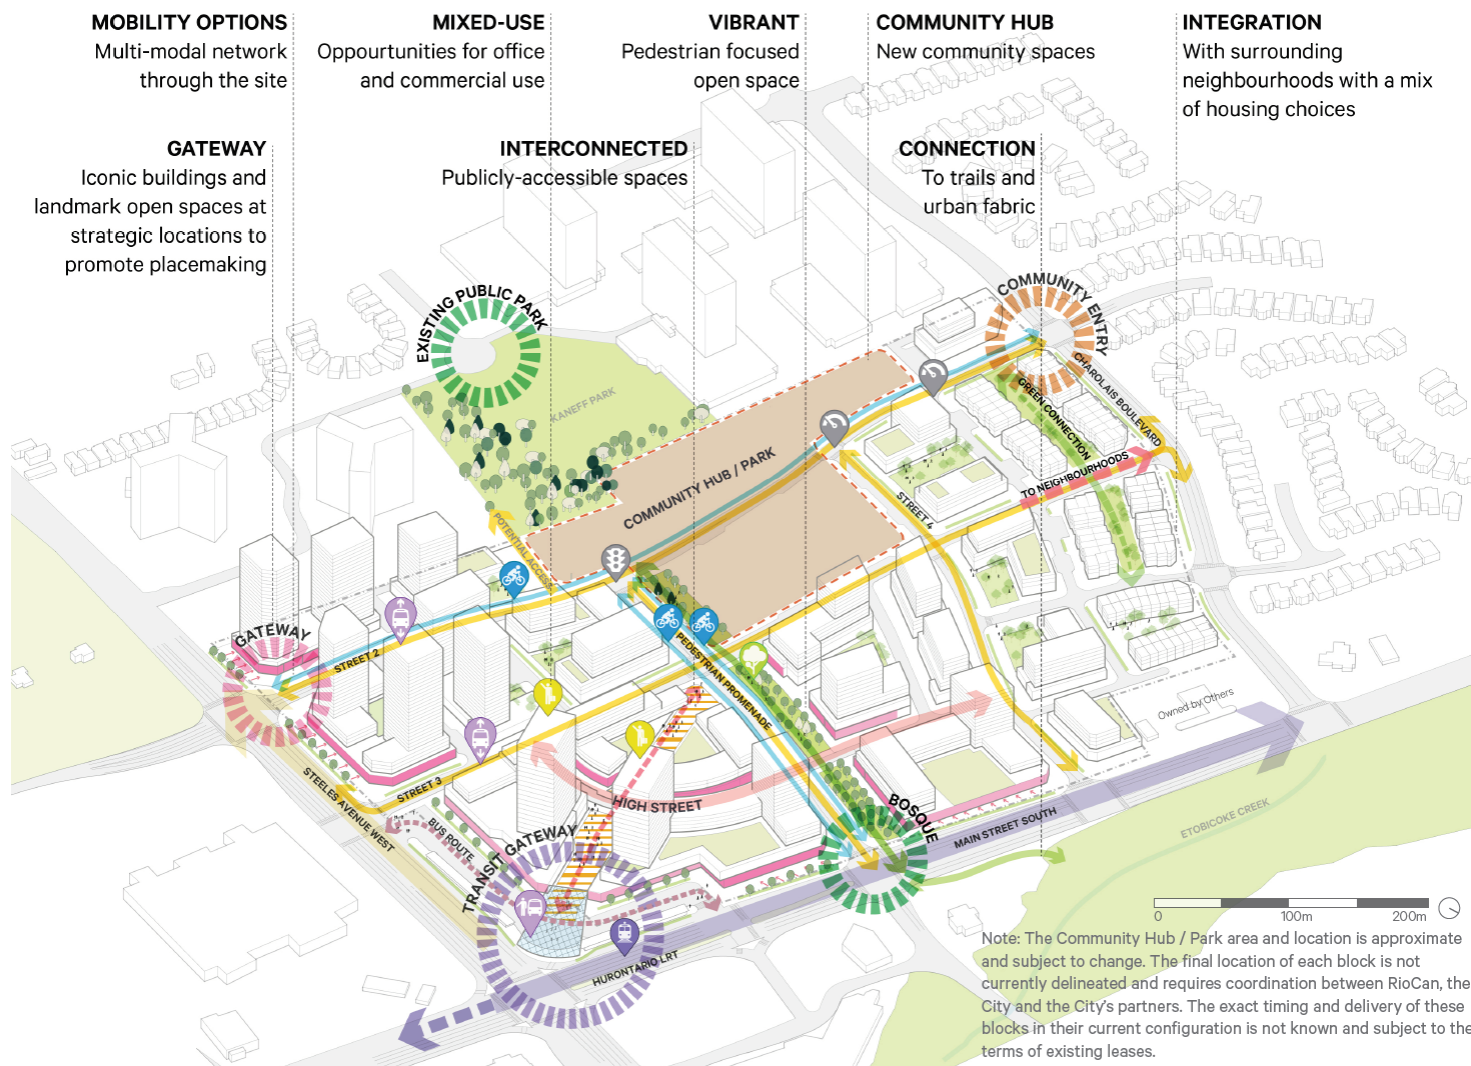 MOBILITY OPTIONS
Multi-modal network
through the site
MIXED-USE
Oppourtunities for office
and commercial use
VIBRANT
Pedestrian focused
open space
COMMUNITY HUB
New community spaces
INTEGRATION
With surrounding
neighbourhoods with a mix
of housing choices
GATEWAY
Iconic buildings and
landmark open spaces at
strategic locations to
promote placemaking
INTERCONNECTED
Publicly-accessible spaces
CONNECTION
To trails and
urban fabric
EXISTING PUBLIC PARK
COMMUNITY ENTRY
KANEFF PARK
CHAROLAIS BOULEVARD
GREEN CONNECTION
COMMUNITY HUB / PARK
TO NEIGHBOURHOODS
STREET 4
POTENTIAL ACCESS
GATEWAY
STREET 2
PEDESTRIAN PROMENADE
Owned by Others
STREET 3
STEELES AVENUE WEST
HIGH STREET
BUS ROUTE
TRANSIT GATEWAY
BOSQUE
MAIN STREET SOUTH
ETOBICOKE CREEK
HURONTARIO LRT
0 100m 200m
Note: The Community Hub / Park area and location is approximate
and subject to change. The final location of each block is not
currently delineated and requires coordination between RioCan, the
City and the City's partners. The exact timing and delivery of these
blocks in their current configuration is not known and subject to the
terms of existing leases.